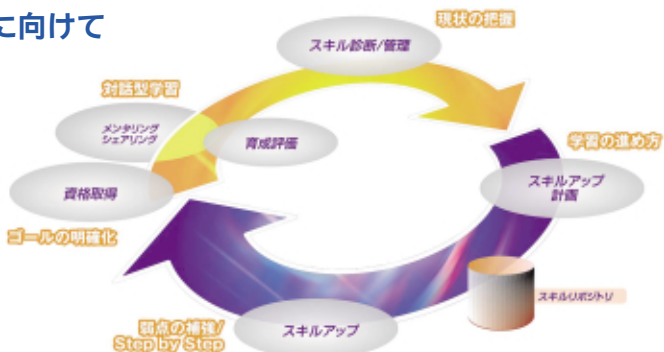 に向けて
現状の把握
スキル診断/管理
対話型学習
メンタリング
シェアリング
育成評価
学習の進め方
スキルアップ
計画
資格取得
ゴールの明確化
スキルリポジトリ
弱点の補強/
Step by Step
スキルアップ